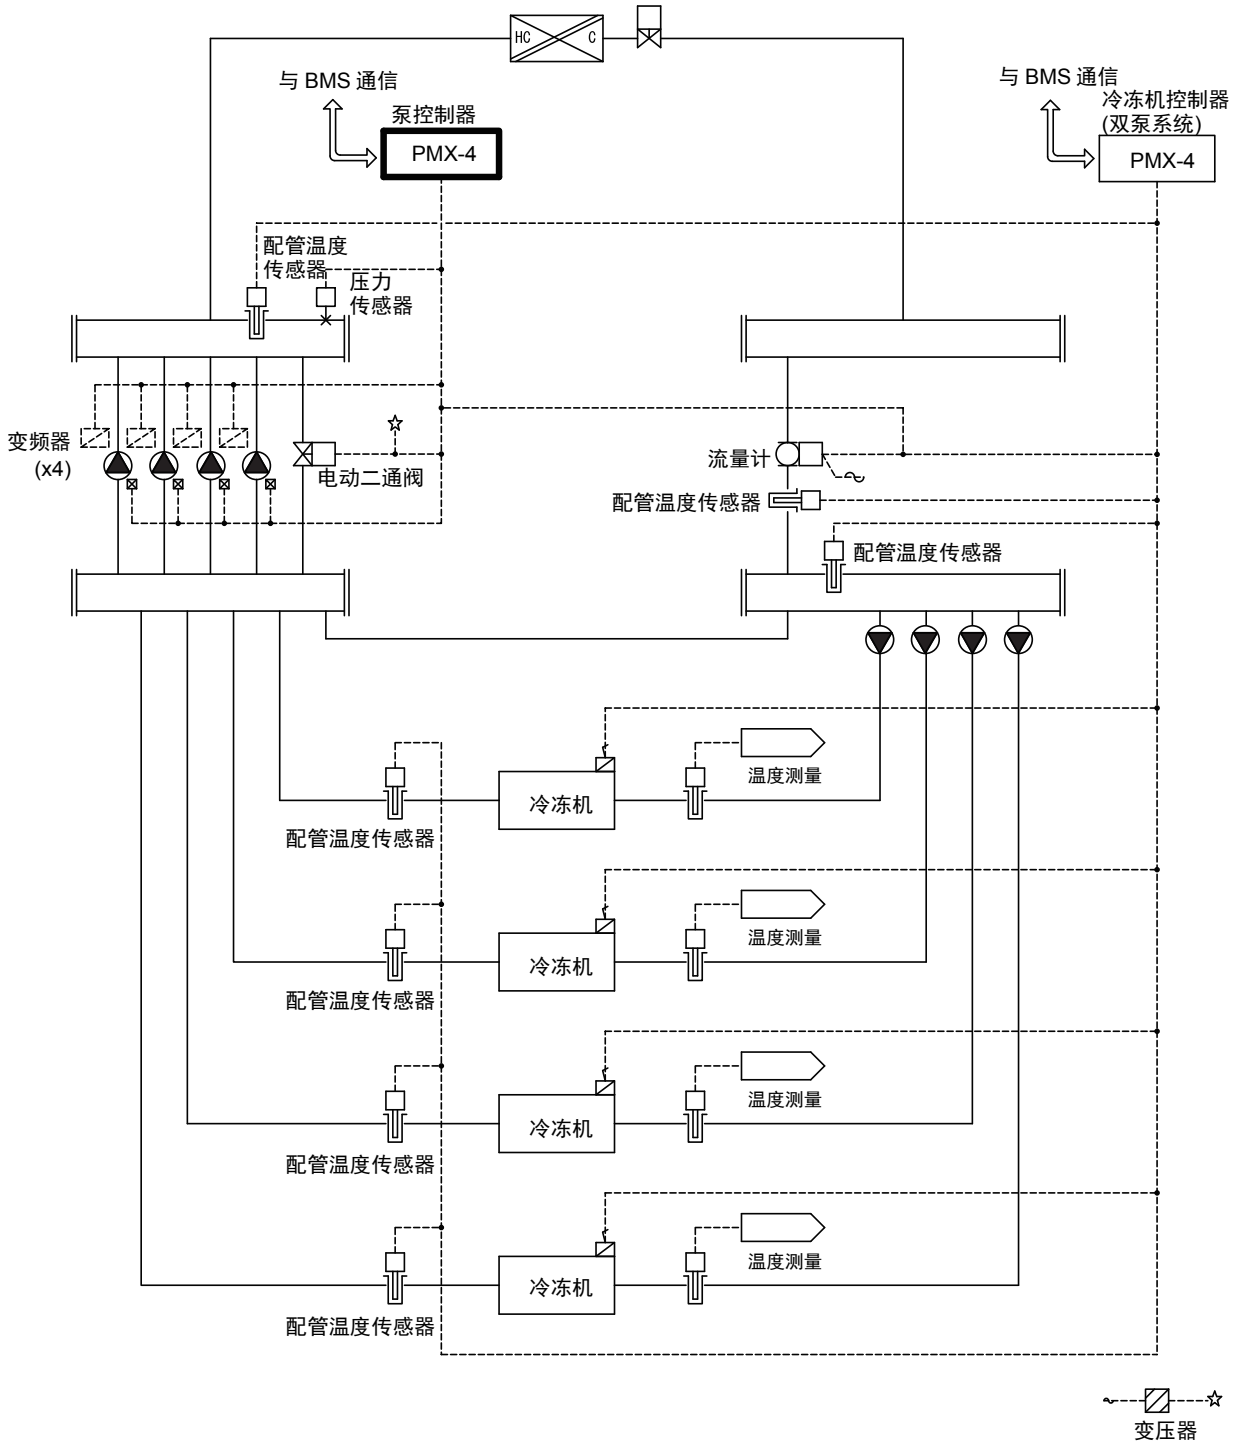 HC
C
与 BMS 通信
泵控制器
PMX-4
与 BMS 通信
冷冻机控制器
(双泵系统)
PMX-4
配管温度
传感器
压力
传感器
变频器
(x4)
电动二通阀
流量计
配管温度传感器
配管温度传感器
温度测量
冷冻机
配管温度传感器
温度测量
冷冻机
配管温度传感器
温度测量
冷冻机
配管温度传感器
温度测量
冷冻机
配管温度传感器
变压器